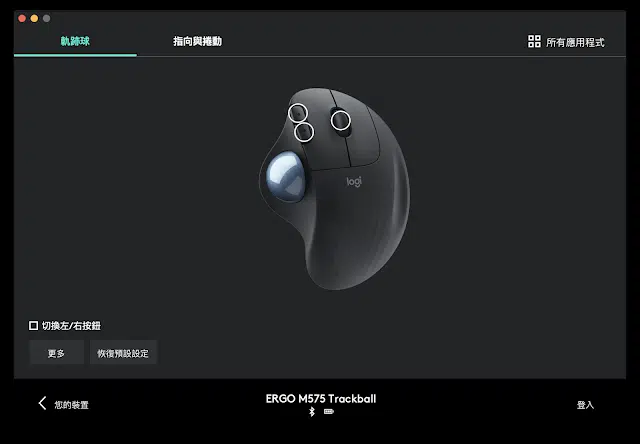 軌跡球
指向與捲動
所有應用程式
logi
切換左/右按鈕
更多
恢復預設設定
您的裝置
ERGO M575 Trackball
登入